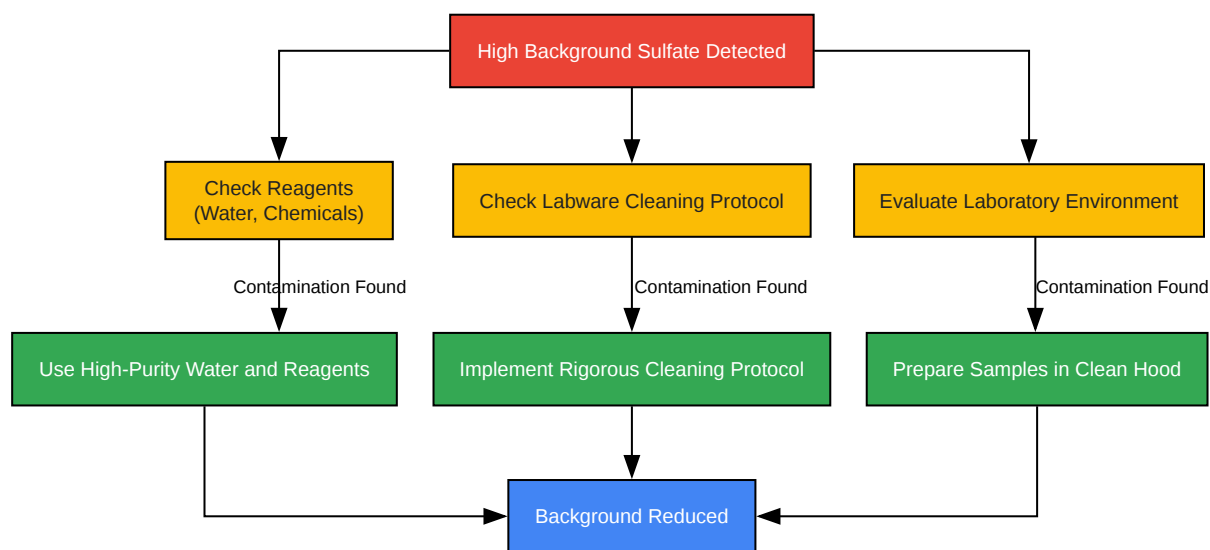 High Background Sulfate Detected
Check Reagents
(Water, Chemicals)
Check Labware Cleaning Protocol
Evaluate Laboratory Environment
Contamination Found
Contamination Found
Contamination Found
Use High-Purity Water and Reagents
Implement Rigorous Cleaning Protocol
Prepare Samples in Clean Hood
Background Reduced